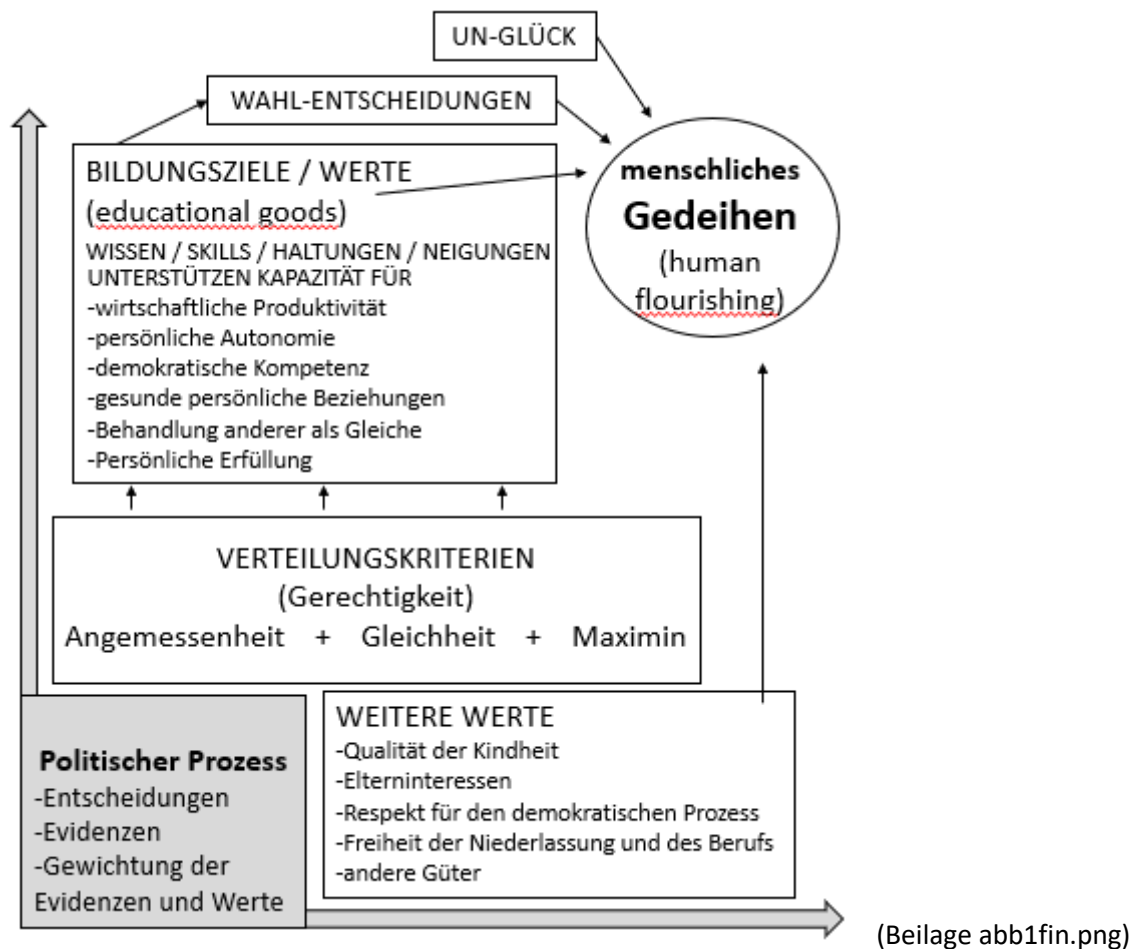 UN-GLÜCK
WAHL-ENTSCHEIDUNGEN
BILDUNGSZIELE / WERTE
(educational goods)
WISSEN / SKILLS / HALTUNGEN / NEIGUNGEN
UNTERSTÜTZEN KAPAZITÄT FÜR
-wirtschaftliche Produktivität
-persönliche Autonomie
-demokratische Kompetenz
-gesunde persönliche Beziehungen
-Behandlung anderer als Gleiche
-Persönliche Erfüllung
menschliches
Gedeihen
(human
flourishing)
VERTEILUNGSKRITERIEN
(Gerechtigkeit)
Angemessenheit + Gleichheit + Maximin
Politischer Prozess
-Entscheidungen
-Evidenzen
-Gewichtung der
Evidenzen und Werte
WEITERE WERTE
-Qualität der Kindheit
-Elterninteressen
-Respekt für den demokratischen Prozess
-Freiheit der Niederlassung und des Berufs
-andere Güter
(Beilage abb1fin.png)